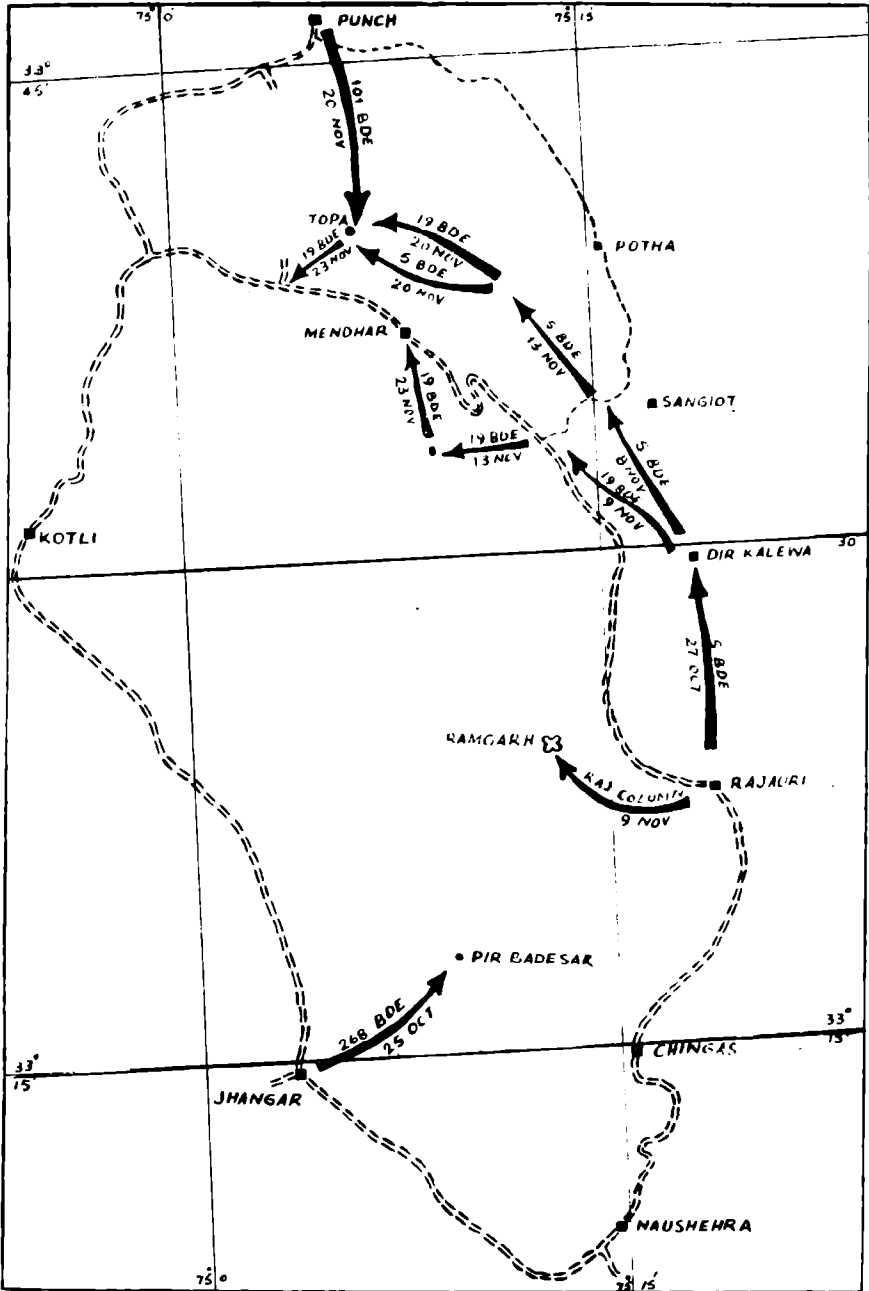 75° 0'
75° 15'
PUNCH
33°
45'
101 BDE
20 NOV
TOPA
19 BDE
20 NOV
5 BDE
20 NOV
19 BDE
23 NOV
POTHA
MENDHAR
5 BDE
13 NOV
19 BDE
23 NOV
SANGIOT
19 BDE
13 NOV
5 BDE
8 NOV
19 BDE
9 NOV
KOTLI
30
DIR KALEWA
5 BDE
27 OCT
RAMGARH
RAJAURI
RAJ COLUMN
9 NOV
PIR BADESAR
268 BDE
25 OCT
33°
15'
CHINGAS
33°
15'
JHANGAR
NAUSHEHRA
75° 0'
75° 15'